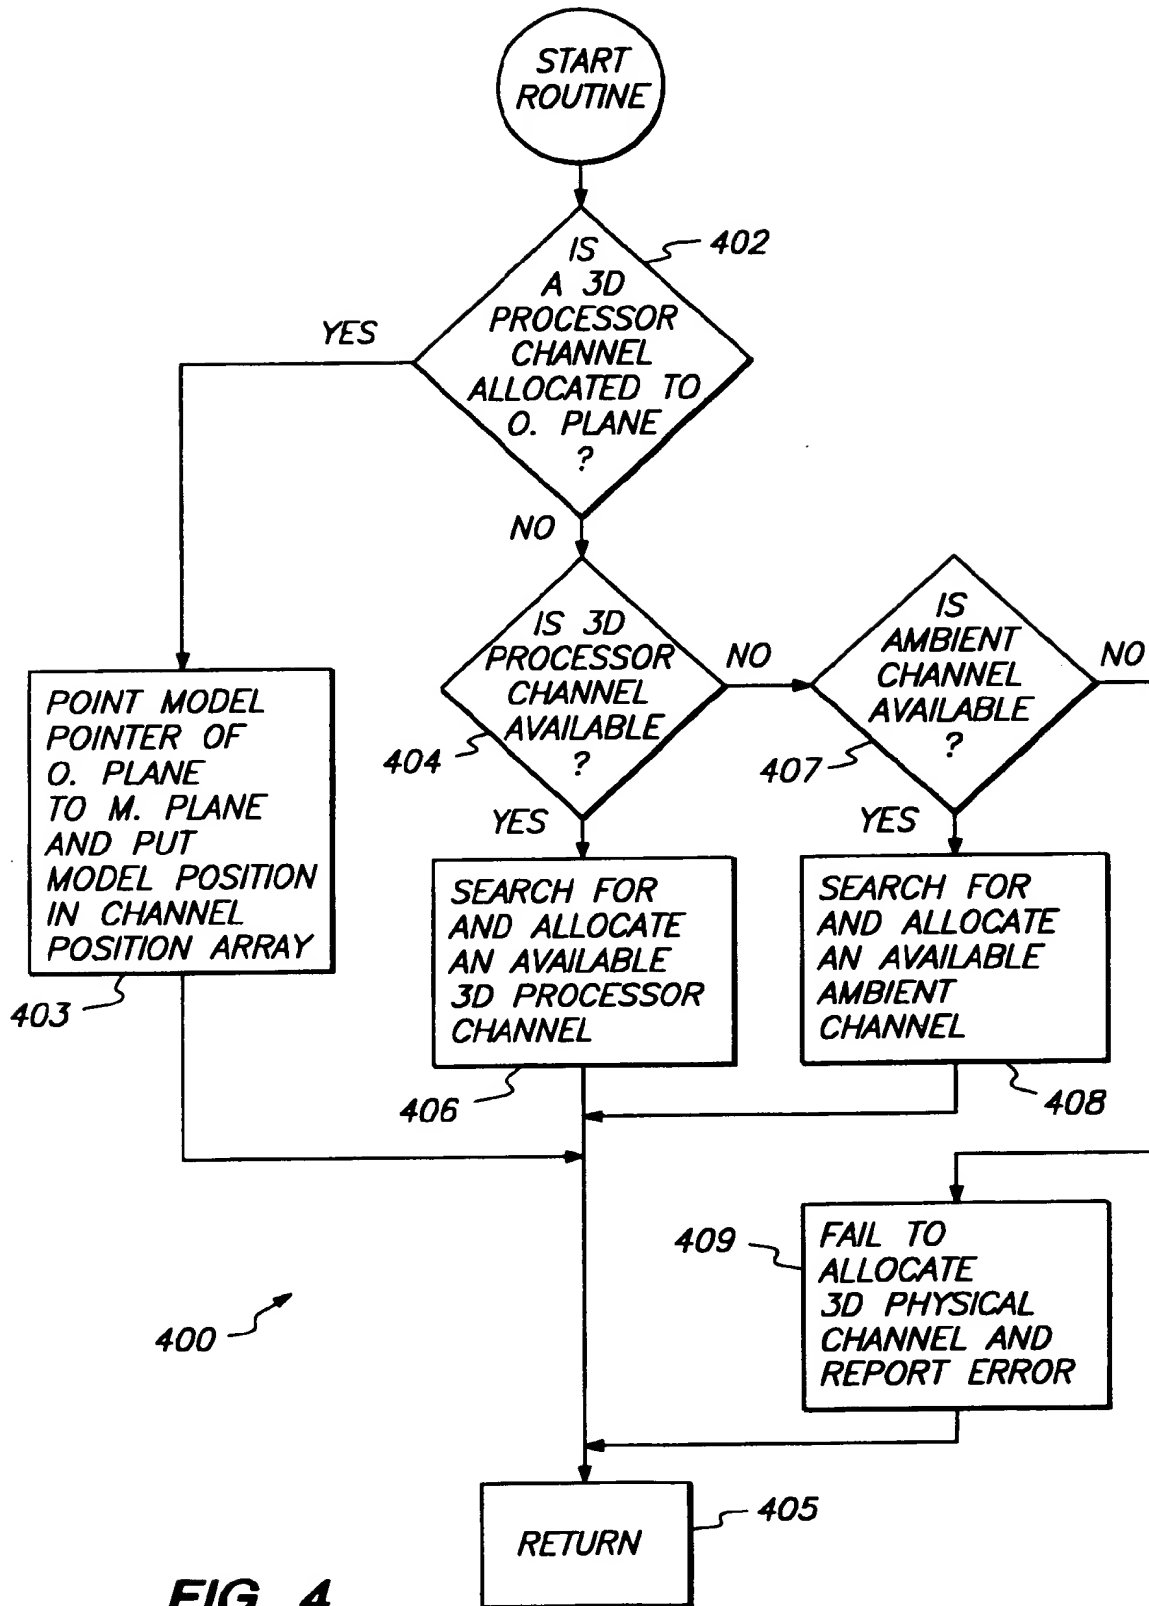 START
ROUTINE
IS
A 3D
PROCESSOR
CHANNEL
ALLOCATED TO
O. PLANE
?
402
YES
NO
POINT MODEL
POINTER OF
O. PLANE
TO M. PLANE
AND PUT
MODEL POSITION
IN CHANNEL
POSITION ARRAY
403
IS 3D
PROCESSOR
CHANNEL
AVAILABLE
?
404
NO
YES
IS
AMBIENT
CHANNEL
AVAILABLE
?
407
NO
YES
SEARCH FOR
AND ALLOCATE
AN AVAILABLE
3D PROCESSOR
CHANNEL
406
SEARCH FOR
AND ALLOCATE
AN AVAILABLE
AMBIENT
CHANNEL
408
409
FAIL TO
ALLOCATE
3D PHYSICAL
CHANNEL AND
REPORT ERROR
400
RETURN
405
FIG. 4